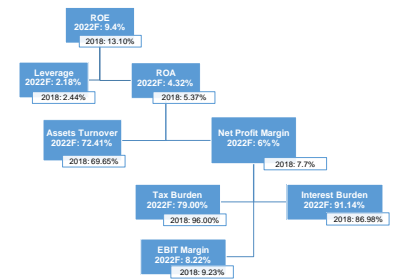 ROE
2022F: 9.4%
2018: 13.10%
Leverage
2022F: 2.18%
2018: 2.44%
ROA
2022F: 4.32%
2018: 5.37%
Assets Turnover
2022F: 72.41%
2018: 69.65%
Net Profit Margin
2022F: 6%%
2018: 7.7%
Tax Burden
2022F: 79.00%
2018: 96.00%
Interest Burden
2022F: 91.14%
2018: 86.98%
EBIT Margin
2022F: 8.22%
2018: 9.23%